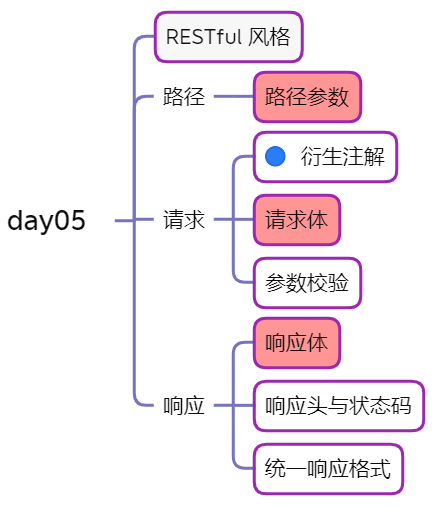 RESTful 风格
路径
路径参数
衍生注解
day05
请求
请求体
参数校验
响应体
响应
响应头与状态码
统一响应格式